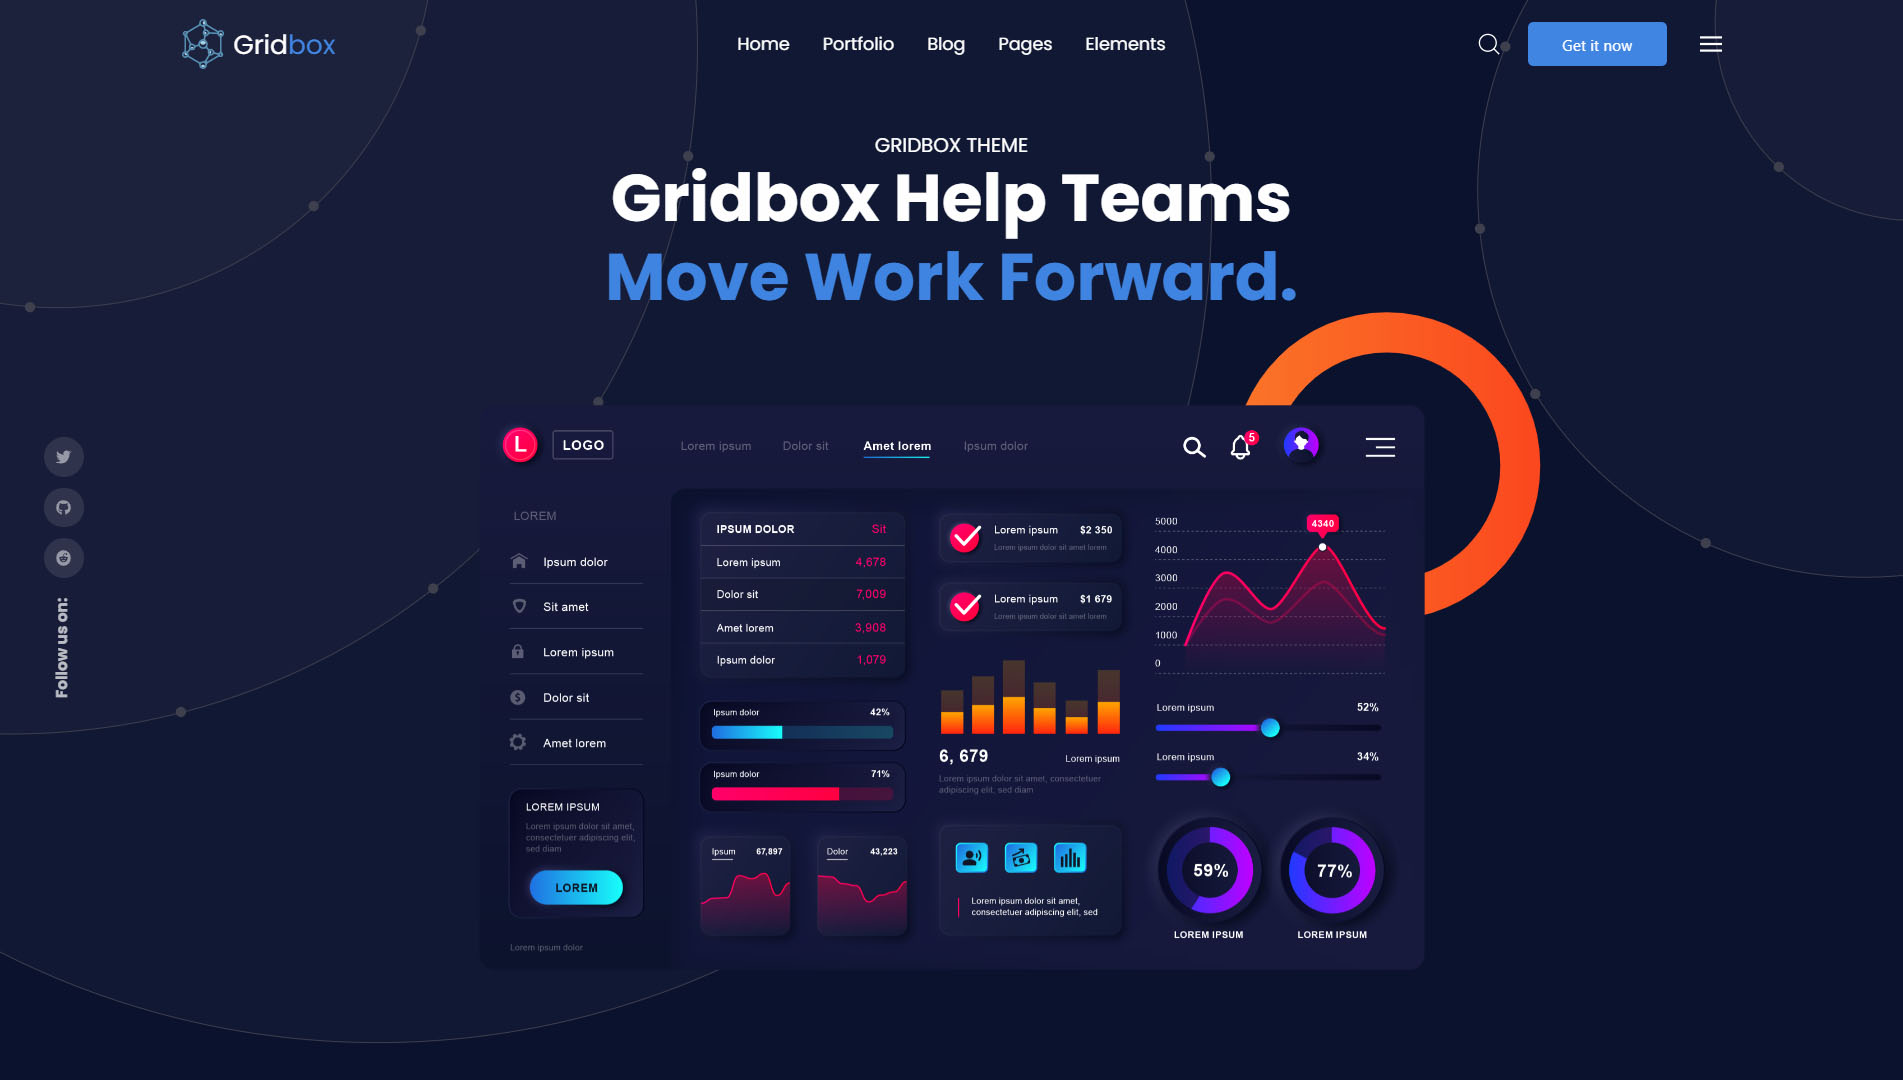 Gridbox
Home Portfolio Blog Pages Elements
Get it now
GRIDBOX THEME
Gridbox Help Teams
Move Work Forward.
Follow us on:
L LOGO
Lorem ipsum Dolor sit Amet lorem Ipsum dolor
5
LOREM
Ipsum dolor
Sit amet
Lorem ipsum
Dolor sit
Amet lorem
LOREM IPSUM
Lorem ipsum dolor sit amet,
consectetuer adipiscing elit,
sed diam
LOREM
Lorem ipsum dolor
IPSUM DOLOR Sit
Lorem ipsum 4,678
Dolor sit 7,009
Amet lorem 3,908
Ipsum dolor 1,079
Ipsum dolor 42%
Ipsum dolor 71%
Ipsum 67,897
Dolor 43,223
Lorem ipsum $2 350
Lorem ipsum dolor sit amet lorem
Lorem ipsum $1 679
Lorem ipsum dolor sit amet lorem
6, 679 Lorem ipsum
Lorem ipsum dolor sit amet, consectetuer
adipiscing elit, sed diam
Lorem ipsum dolor sit amet,
consectetuer adipiscing elit, sed
5000
4340
4000
3000
2000
1000
0
Lorem ipsum 52%
Lorem ipsum 34%
59%
77%
LOREM IPSUM
LOREM IPSUM